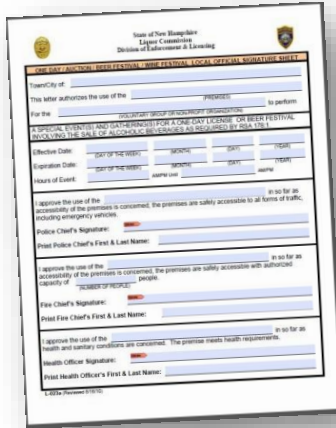 State of New Hampshire
Liquor Commission
Division of Enforcement & Licensing
ONE DAY / AUCTION / BEER FESTIVAL / WINE FESTIVAL LOCAL OFFICIAL SIGNATURE SHEET
Town/City of:
This letter authorizes the use of the
(PREMISES)
For the to perform
(VOLUNTARY GROUP OR NON-PROFIT ORGANIZATION)
A SPECIAL EVENT(S) AND GATHERING(S) FOR A ONE-DAY LICENSE OR BEER FESTIVAL
INVOLVING THE SALE OF ALCOHOLIC BEVERAGES AS REQUIRED BY RSA 178:1.
Effective Date:
(DAY OF THE WEEK) (MONTH) (DAY) (YEAR)
Expiration Date:
(DAY OF THE WEEK) (MONTH) (DAY) (YEAR)
Hours of Event: AM/PM Until AM/PM
I approve the use of the in so far as
accessibility of the premises is concerned, the premises are safely accessible to all forms of traffic,
including emergency vehicles.
Police Chief's Signature:
Print Police Chief's First & Last Name:
I approve the use of the in so far as
accessibility of the premises is concerned, the premises are safely accessible with authorized
capacity of people.
(NUMBER OF PEOPLE)
Fire Chief's Signature:
Print Fire Chief's First & Last Name:
I approve the use of the in so far as
health and sanitary conditions are concerned. The premise meets health requirements.
Health Officer Signature:
Print Health Officer's First & Last Name: